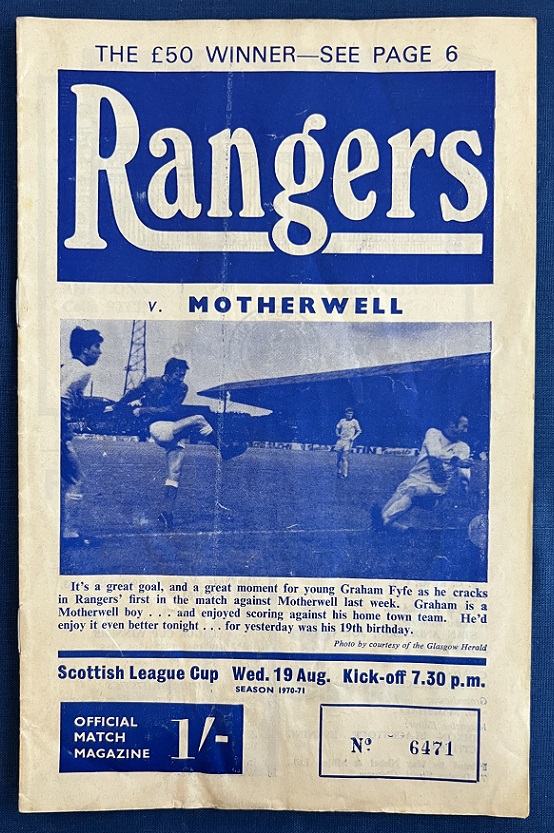 THE £50 WINNER—SEE PAGE 6
Rangers
v. MOTHERWELL
It's a great goal, and a great moment for young Graham Fyfe as he cracks
in Rangers' first in the match against Motherwell last week. Graham is a
Motherwell boy . . . and enjoyed scoring against his home town team. He'd
enjoy it even better tonight . . . for yesterday was his 19th birthday.
Photo by courtesy of the Glasgow Herald
Scottish League Cup Wed. 19 Aug. Kick-off 7.30 p.m.
SEASON 1970-71
OFFICIAL
MATCH
MAGAZINE
1/-
Nº 6471